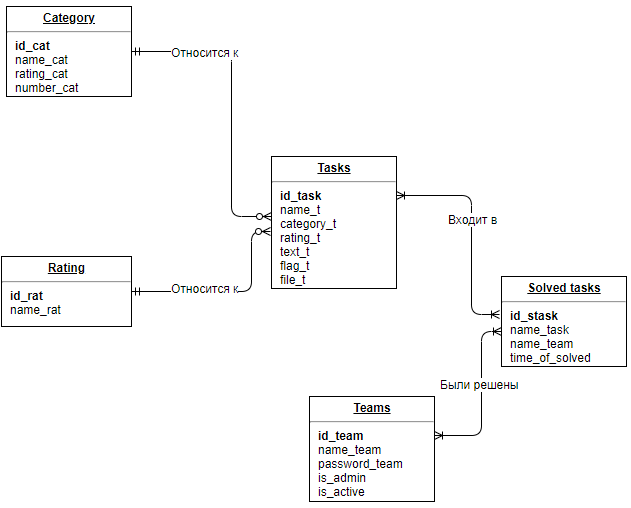 Category
id_cat
name_cat
rating_cat
number_cat
Относится к
Tasks
id_task
name_t
category_t
rating_t
text_t
flag_t
file_t
Входит в
Rating
id_rat
name_rat
Относится к
Solved tasks
id_stask
name_task
name_team
time_of_solved
Были решены
Teams
id_team
name_team
password_team
is_admin
is_active